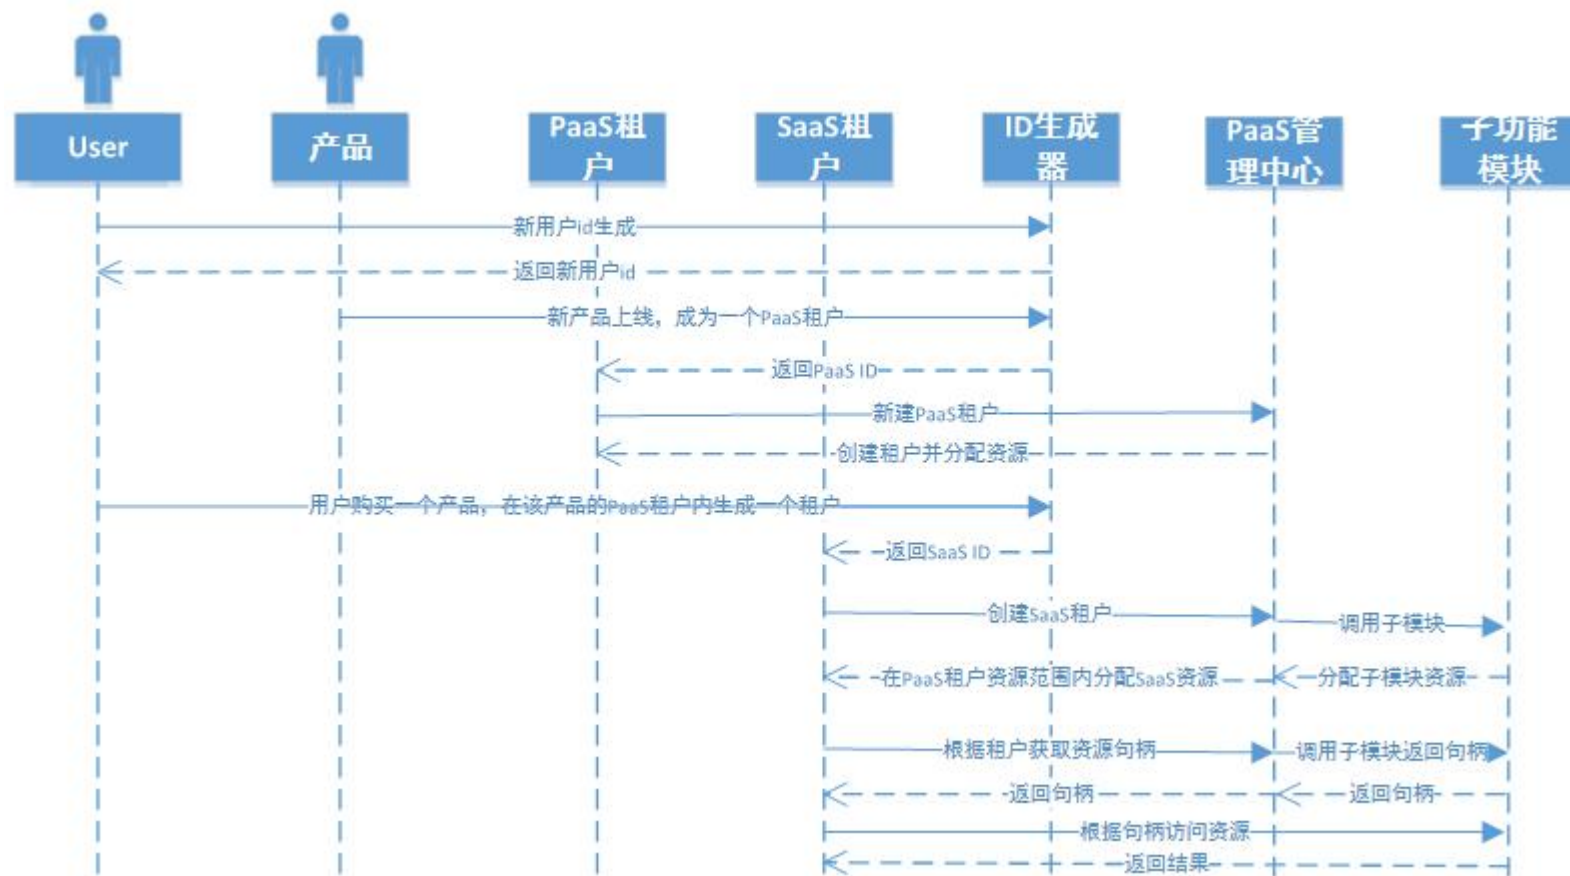 User
产品
PaaS租
户
SaaS租
户
ID生成
器
PaaS管
理中心
子功能
模块
新用户id生成
返回新用户id
新产品上线，成为一个PaaS租户
返回PaaS ID
新建PaaS租户
创建租户并分配资源
用户购买一个产品，在该产品的PaaS租户内生成一个租户
返回SaaS ID
创建SaaS租户
调用子模块
在PaaS租户资源范围内分配SaaS资源
分配子模块资源
根据租户获取资源句柄
调用子模块返回句柄
返回句柄
返回句柄
根据句柄访问资源
返回结果